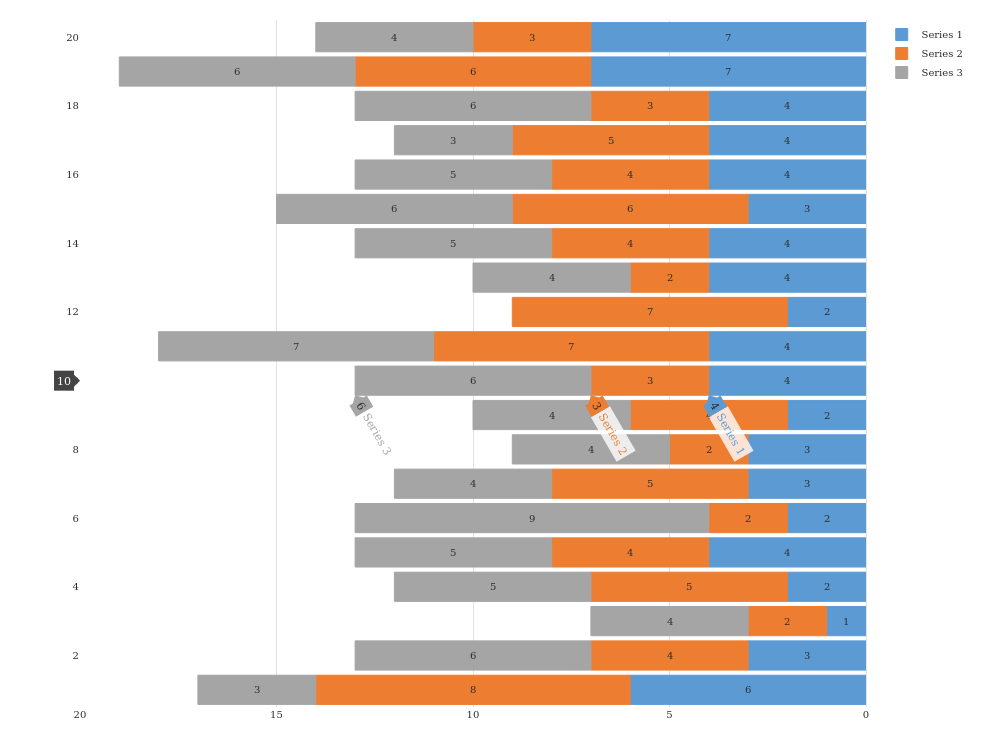 Series 1
Series 2
Series 3
20 4 3 7
6 6 7
18 6 3 4
3 5 4
16 5 4 4
6 6 3
14 5 4 4
4 2 4
12 7 2
7 7 4
10 6 3 4
6 Series 3
3 Series 2
4 Series 1
4 2
8 4 2 3
4 5 3
6 9 2 2
5 4 4
4 5 5 2
4 2 1
2 6 4 3
3 8 6
20 15 10 5 0